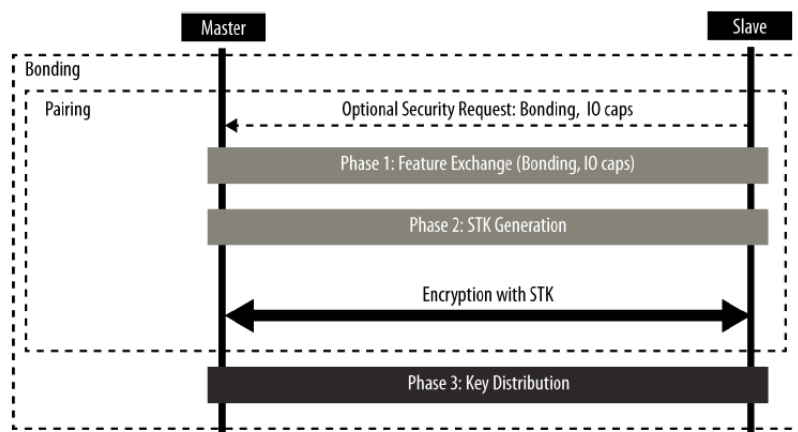 Master
Slave
Bonding
Pairing
Optional Security Request: Bonding, IO caps
Phase 1: Feature Exchange (Bonding, IO caps)
Phase 2: STK Generation
Encryption with STK
Phase 3: Key Distribution